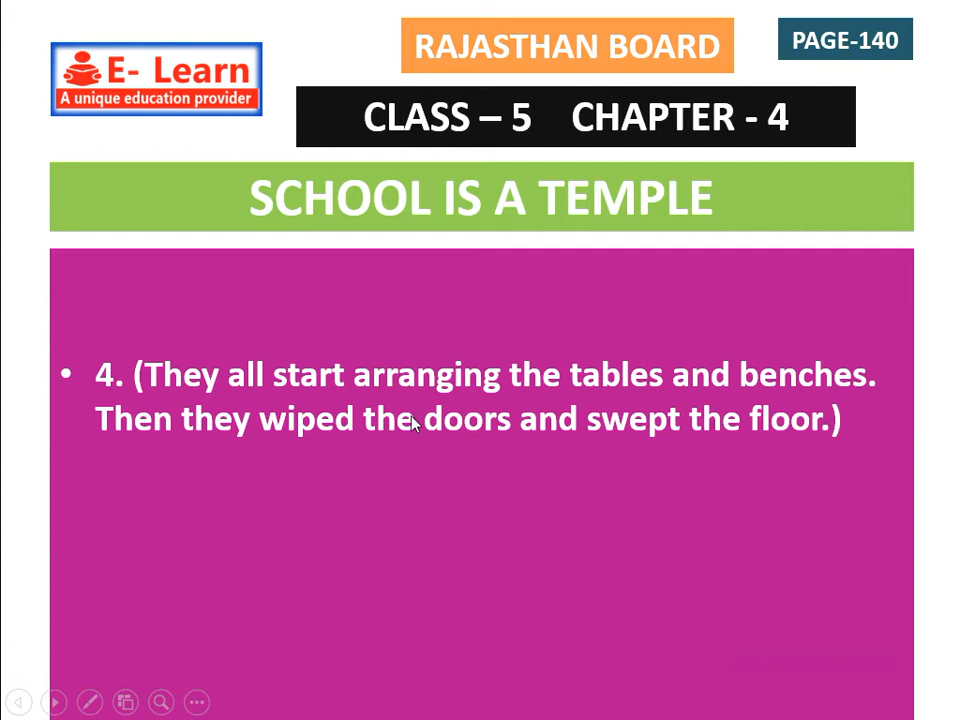 RAJASTHAN BOARD
PAGE-140
E- Learn
A unique education provider
CLASS – 5 CHAPTER - 4
SCHOOL IS A TEMPLE
• 4. (They all start arranging the tables and benches.
Then they wiped the doors and swept the floor.)